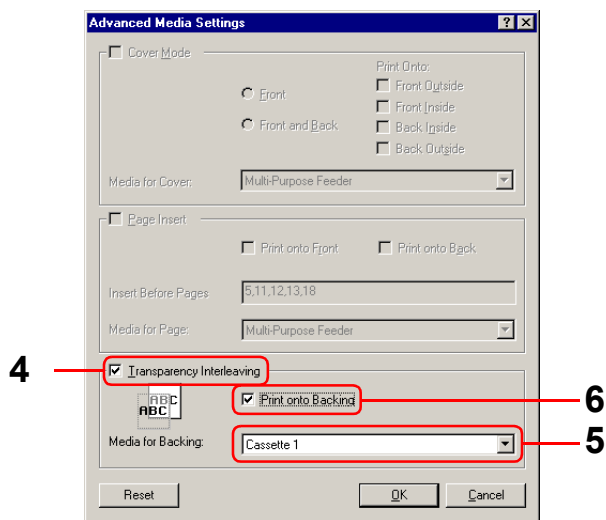 Advanced Media Settings
Cover Mode
Print Onto:
Front Outside
Front
Front Inside
Front and Back
Back Inside
Back Outside
Media for Cover: Multi-Purpose Feeder
Page Insert
Print onto Front Print onto Back
Insert Before Pages 5,11,12,13,18
Media for Page: Multi-Purpose Feeder
4 Transparency Interleaving
ABC
ABC
Print onto Backing 6
Media for Backing: Cassette 1 5
Reset OK Cancel